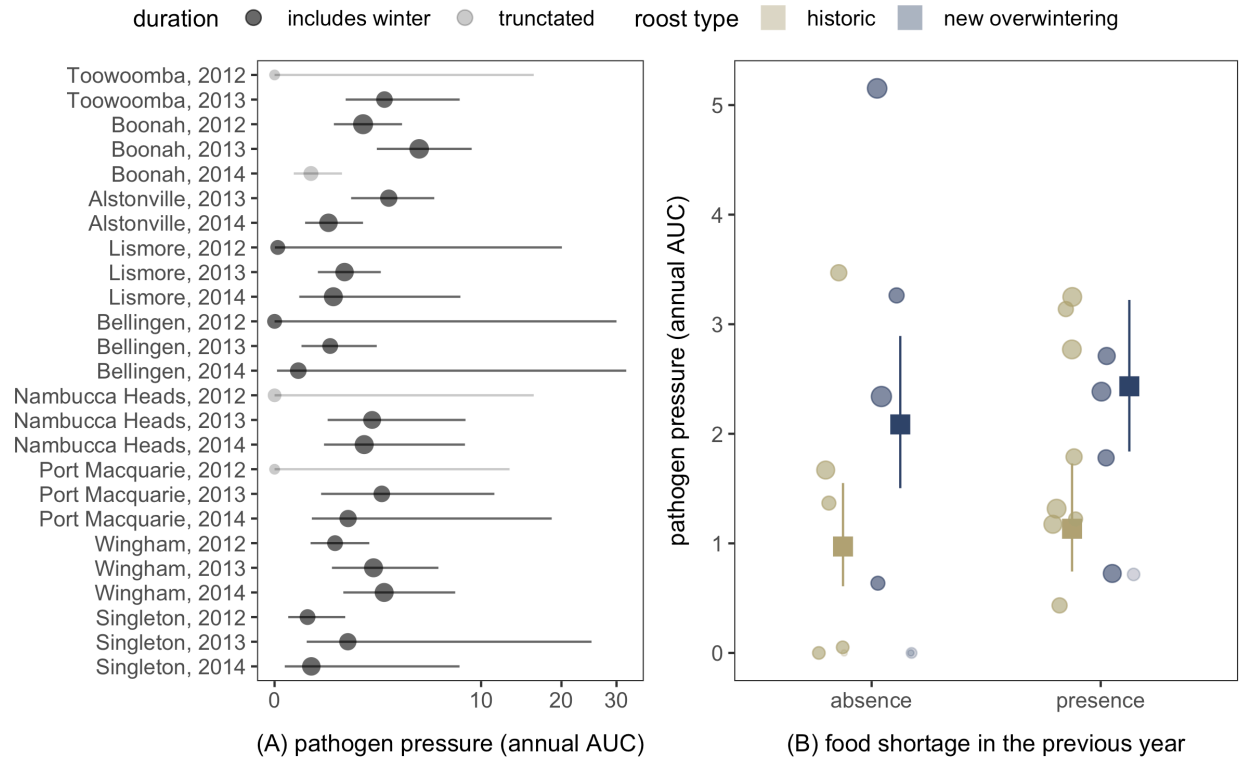 duration includes winter trunctated roost type historic new overwintering
Toowoomba, 2012
Toowoomba, 2013
Boonah, 2012
Boonah, 2013
Boonah, 2014
Alstonville, 2013
Alstonville, 2014
Lismore, 2012
Lismore, 2013
Lismore, 2014
Bellingen, 2012
Bellingen, 2013
Bellingen, 2014
Nambucca Heads, 2012
Nambucca Heads, 2013
Nambucca Heads, 2014
Port Macquarie, 2012
Port Macquarie, 2013
Port Macquarie, 2014
Wingham, 2012
Wingham, 2013
Wingham, 2014
Singleton, 2012
Singleton, 2013
Singleton, 2014
0 10 20 30
(A) pathogen pressure (annual AUC)
pathogen pressure (annual AUC)
5
4
3
2
1
0
absence presence
(B) food shortage in the previous year